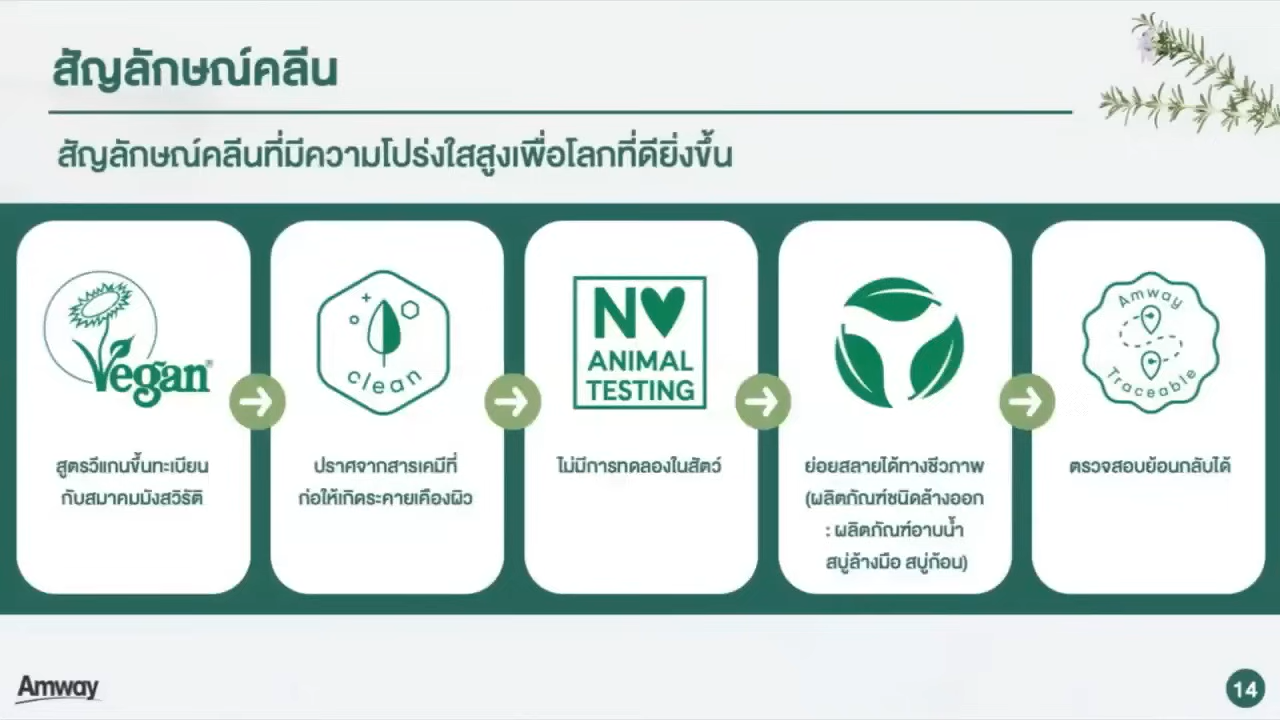 สัญลักษณ์คลีน
สัญลักษณ์คลีนที่มีความโปร่งใสสูงเพื่อโลกที่ดียิ่งขึ้น
Vegan®
สูตรวีแกนขึ้นทะเบียน
กับสมาคมมังสวิรัติ
clean
ปราศจากสารเคมีที่
ก่อให้เกิดระคายเคืองผิว
NO
ANIMAL
TESTING
ไม่มีการทดลองในสัตว์
ย่อยสลายได้ทางชีวภาพ
(ผลิตภัณฑ์ชนิดล้างออก
: ผลิตภัณฑ์อาบน้ำ
สบู่ล้างมือ สบู่ก้อน)
Amway
Traceable
ตรวจสอบย้อนกลับได้
Amway
14